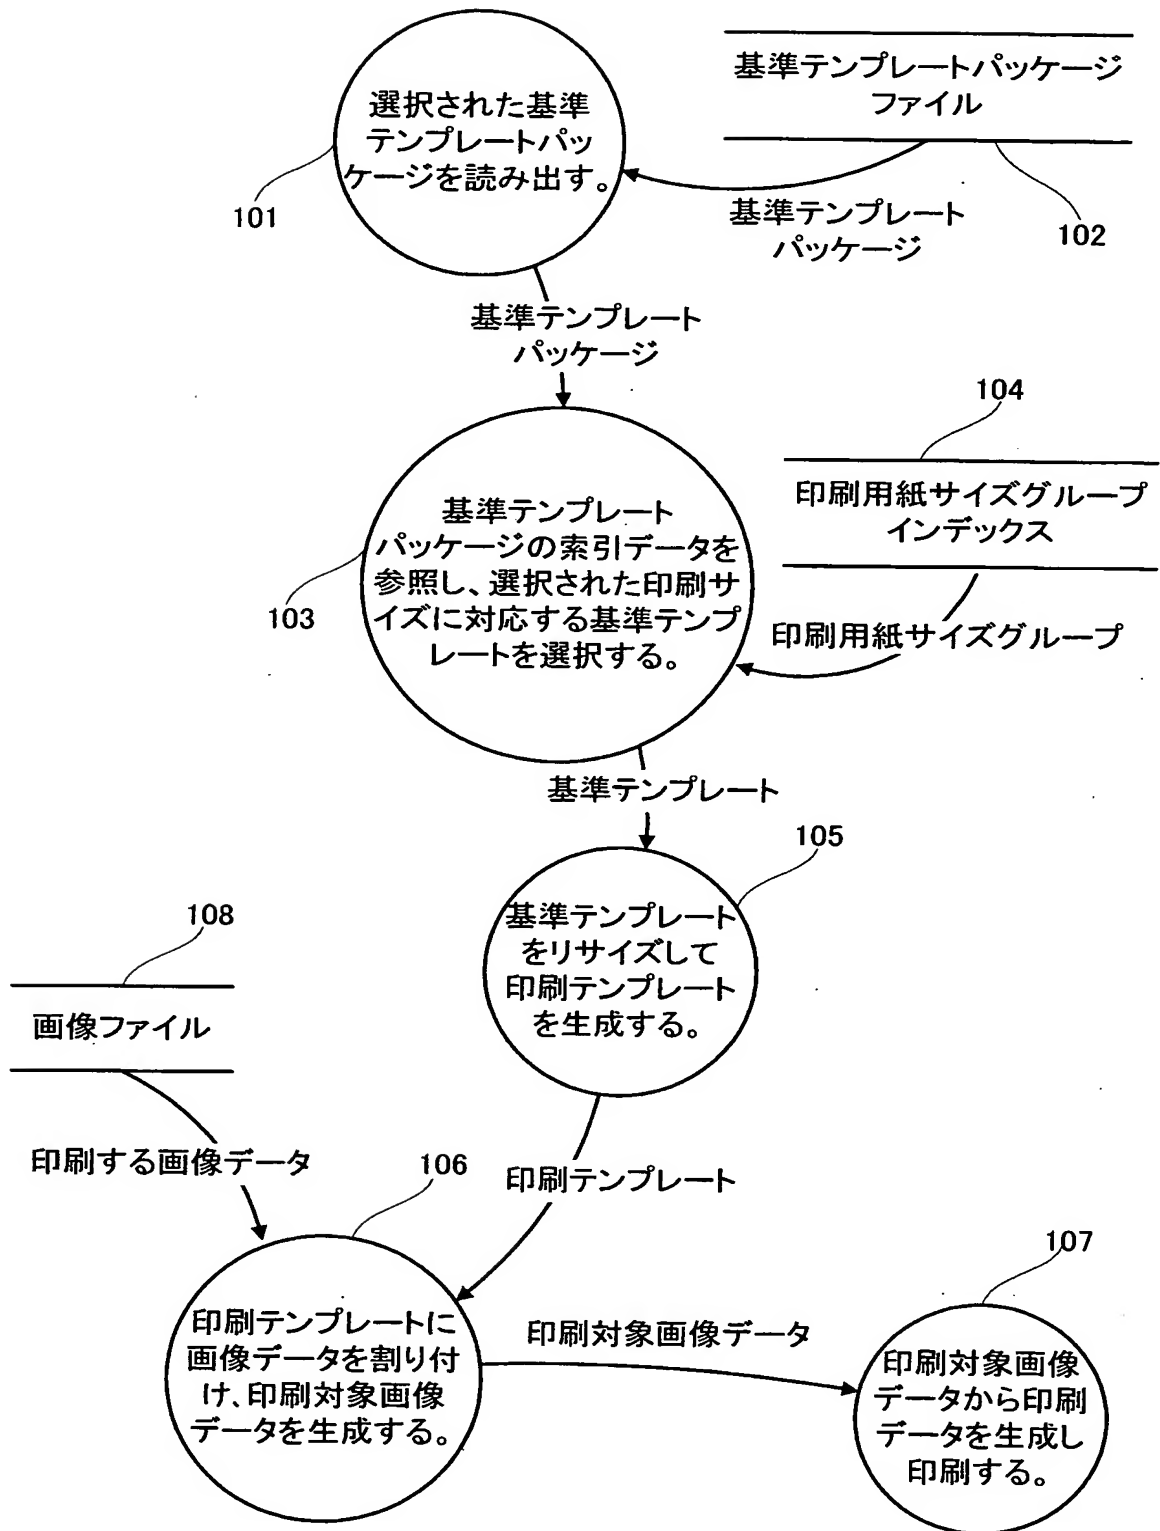 選択された基準
テンプレートパッ
ケージを読み出す。
101
基準テンプレートパッケージ
ファイル
102
基準テンプレート
パッケージ
基準テンプレート
パッケージ
104
印刷用紙サイズグループ
インデックス
基準テンプレート
パッケージの索引データを
参照し、選択された印刷サ
イズに対応する基準テンプ
レートを選択する。
103
印刷用紙サイズグループ
基準テンプレート
105
基準テンプレート
をリサイズして
印刷テンプレート
を生成する。
108
画像ファイル
印刷する画像データ
106
印刷テンプレート
107
印刷テンプレートに
画像データを割り付
け、印刷対象画像
データを生成する。
印刷対象画像データ
印刷対象画像
データから印刷
データを生成し
印刷する。